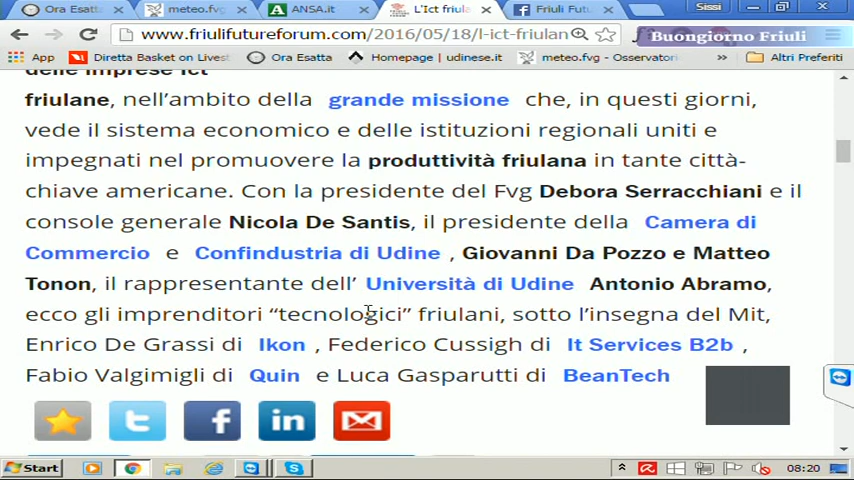 Ora Esatta
meteo.fvg
ANSA.it
L'Ict friula
Friuli Futu
Sissi
www.friulifutureforum.com/2016/05/18/l-ict-friulan
Buongiorno Friuli
App
Diretta Basket on Livest
Ora Esatta
Homepage | udinese.it
meteo.fvg - Osservatori
»
Altri Preferiti
delle imprese Ict
friulane, nell'ambito della grande missione che, in questi giorni,
vede il sistema economico e delle istituzioni regionali uniti e
impegnati nel promuovere la produttività friulana in tante città-
chiave americane. Con la presidente del Fvg Debora Serracchiani e il
console generale Nicola De Santis, il presidente della Camera di
Commercio e Confindustria di Udine , Giovanni Da Pozzo e Matteo
Tonon, il rappresentante dell' Università di Udine Antonio Abramo,
ecco gli imprenditori “tecnologici” friulani, sotto l'insegna del Mit,
Enrico De Grassi di Ikon , Federico Cussigh di It Services B2b ,
Fabio Valgimigli di Quin e Luca Gasparutti di BeanTech
Start
08:20